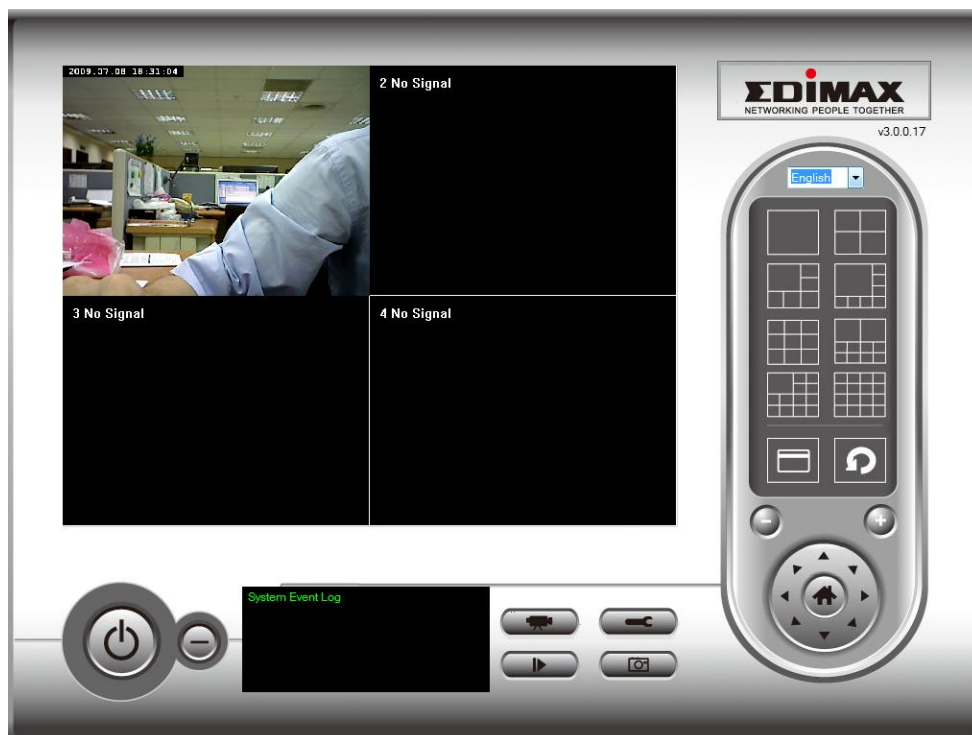 2009.07.08 18:31:04
2 No Signal
3 No Signal
4 No Signal
EDIMAX
NETWORKING PEOPLE TOGETHER
v3.0.0.17
English
System Event Log